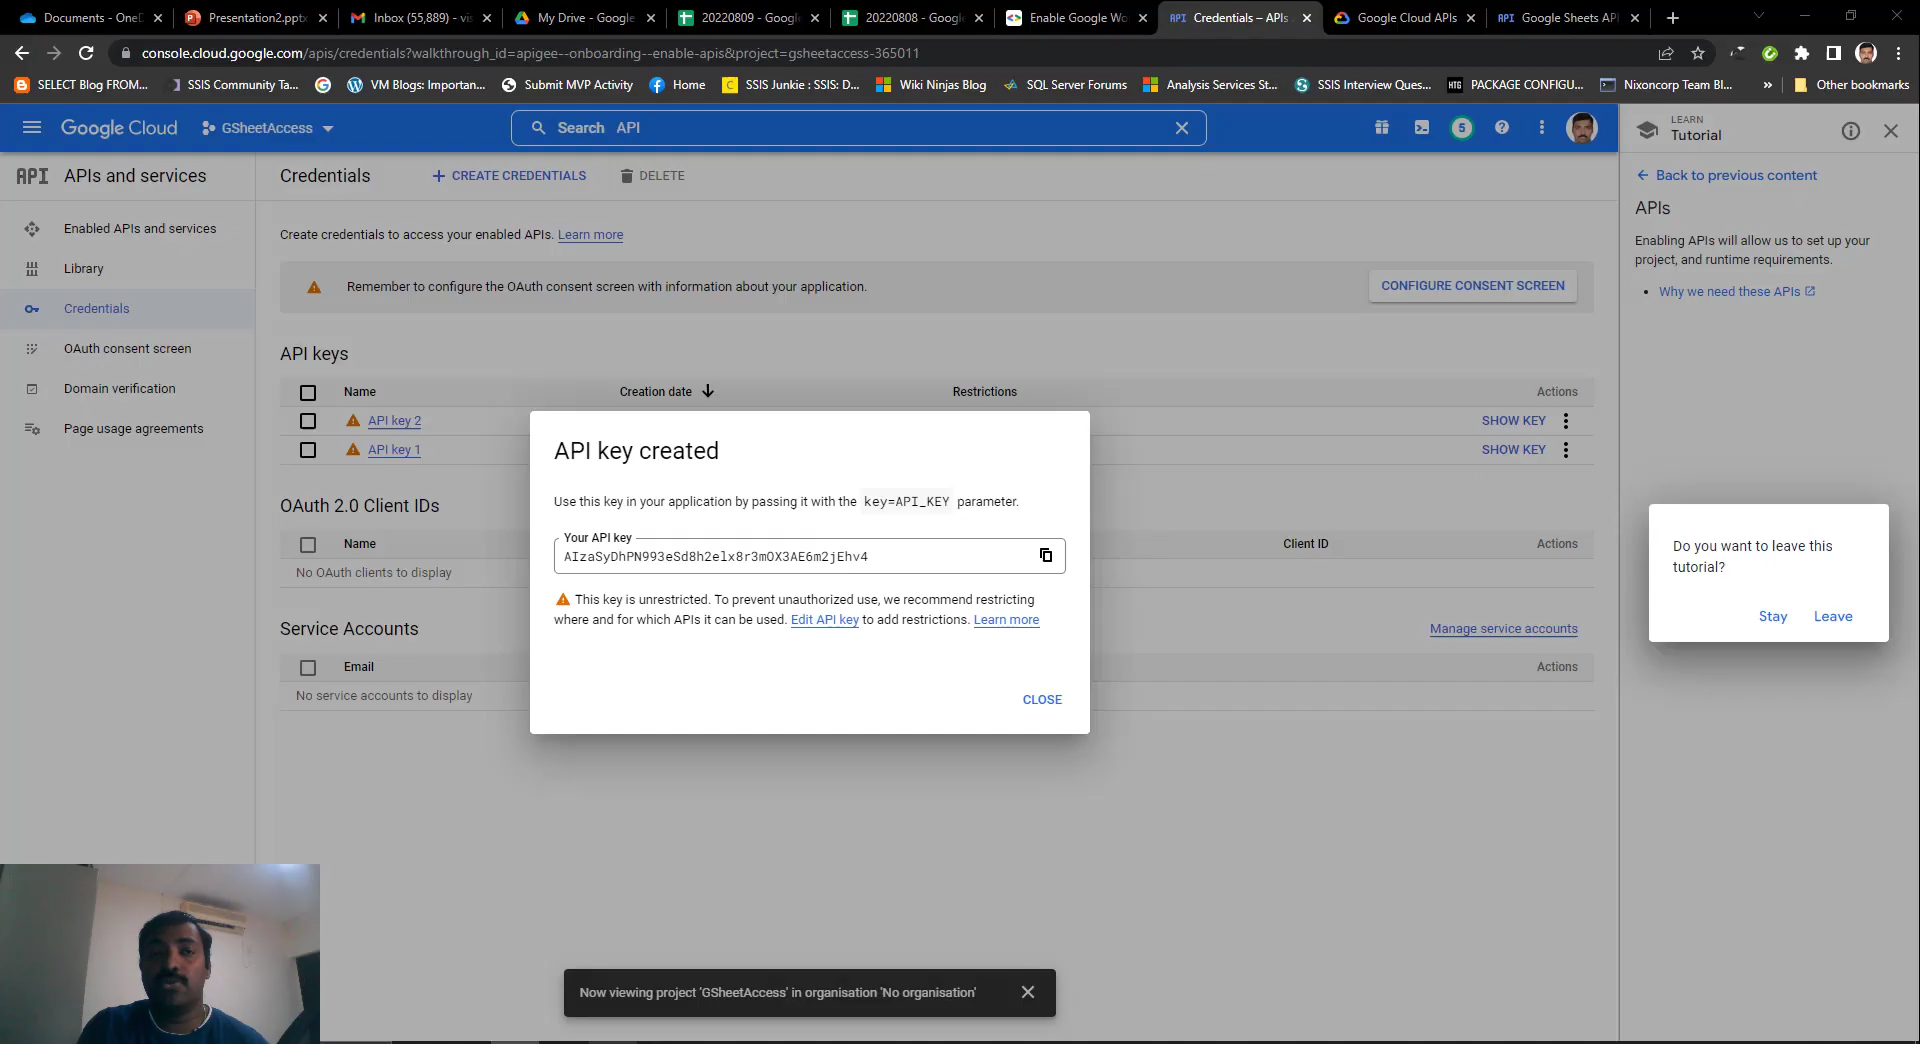 Documents - OneD
Presentation2.pptx
Inbox (55,889) - vis
My Drive - Google
20220809 - Google
20220808 - Google
Enable Google Wo
Credentials – APIs
Google Cloud APIs
Google Sheets API
console.cloud.google.com/apis/credentials?walkthrough_id=apigee--onboarding--enable-apis&project=gsheetaccess-365011
SELECT Blog FROM...
SSIS Community Ta...
VM Blogs: Importan...
Submit MVP Activity
Home
SSIS Junkie : SSIS: D...
Wiki Ninjas Blog
SQL Server Forums
Analysis Services St...
SSIS Interview Ques...
HTG PACKAGE CONFIGU...
Nixoncorp Team Bl...
»
Other bookmarks
Google Cloud
GSheetAccess
Search API
5
LEARN
Tutorial
API APIs and services
Enabled APIs and services
Library
Credentials
OAuth consent screen
Domain verification
Page usage agreements
Credentials
+ CREATE CREDENTIALS
DELETE
Create credentials to access your enabled APIs. Learn more
Remember to configure the OAuth consent screen with information about your application.
CONFIGURE CONSENT SCREEN
API keys
Name Creation date Restrictions Actions
API key 2 SHOW KEY
API key 1 SHOW KEY
OAuth 2.0 Client IDs
Name Client ID Actions
No OAuth clients to display
Service Accounts
Manage service accounts
Email Actions
No service accounts to display
API key created
Use this key in your application by passing it with the key=API_KEY parameter.
Your API key
AIzaSyDhPN993eSd8h2elx8r3mOX3AE6m2jEhv4
This key is unrestricted. To prevent unauthorized use, we recommend restricting
where and for which APIs it can be used. Edit API key to add restrictions. Learn more
CLOSE
Now viewing project 'GSheetAccess' in organisation 'No organisation'
Back to previous content
APIs
Enabling APIs will allow us to set up your
project, and runtime requirements.
• Why we need these APIs
Do you want to leave this
tutorial?
Stay Leave